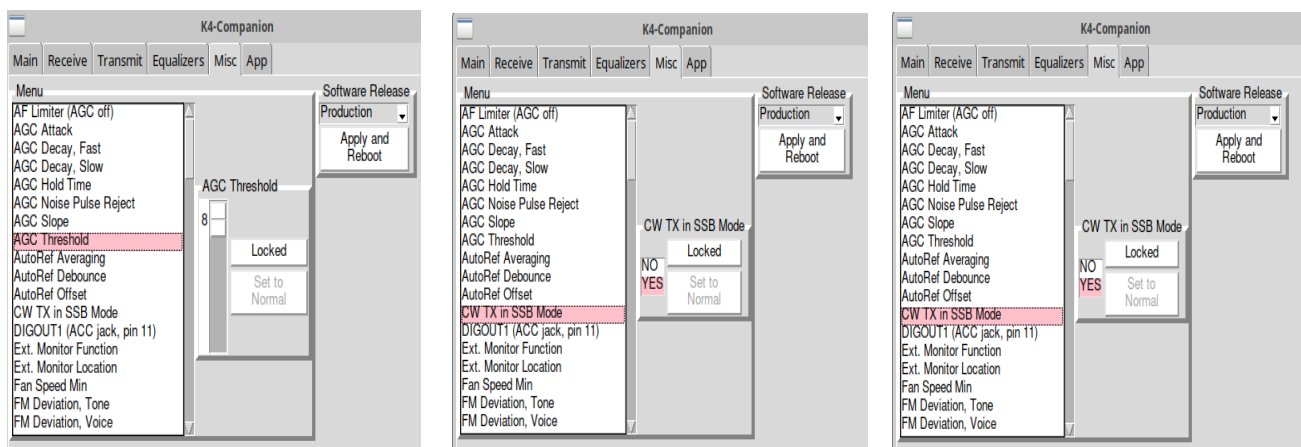 K4-Companion
Main Receive Transmit Equalizers Misc App
Menu
Software Release
AF Limiter (AGC off)
AGC Attack
AGC Decay, Fast
AGC Decay, Slow
AGC Hold Time
AGC Noise Pulse Reject
AGC Slope
AGC Threshold
AutoRef Averaging
AutoRef Debounce
AutoRef Offset
CW TX in SSB Mode
DIGOUT1 (ACC jack, pin 11)
Ext. Monitor Function
Ext. Monitor Location
Fan Speed Min
FM Deviation, Tone
FM Deviation, Voice
AGC Threshold
8
Locked
Set to
Normal
Production
Apply and
Reboot
K4-Companion
Main Receive Transmit Equalizers Misc App
Menu
Software Release
AF Limiter (AGC off)
AGC Attack
AGC Decay, Fast
AGC Decay, Slow
AGC Hold Time
AGC Noise Pulse Reject
AGC Slope
AGC Threshold
AutoRef Averaging
AutoRef Debounce
AutoRef Offset
CW TX in SSB Mode
DIGOUT1 (ACC jack, pin 11)
Ext. Monitor Function
Ext. Monitor Location
Fan Speed Min
FM Deviation, Tone
FM Deviation, Voice
CW TX in SSB Mode
NO
YES
Locked
Set to
Normal
Production
Apply and
Reboot
K4-Companion
Main Receive Transmit Equalizers Misc App
Menu
Software Release
AF Limiter (AGC off)
AGC Attack
AGC Decay, Fast
AGC Decay, Slow
AGC Hold Time
AGC Noise Pulse Reject
AGC Slope
AGC Threshold
AutoRef Averaging
AutoRef Debounce
AutoRef Offset
CW TX in SSB Mode
DIGOUT1 (ACC jack, pin 11)
Ext. Monitor Function
Ext. Monitor Location
Fan Speed Min
FM Deviation, Tone
FM Deviation, Voice
CW TX in SSB Mode
NO
YES
Locked
Set to
Normal
Production
Apply and
Reboot